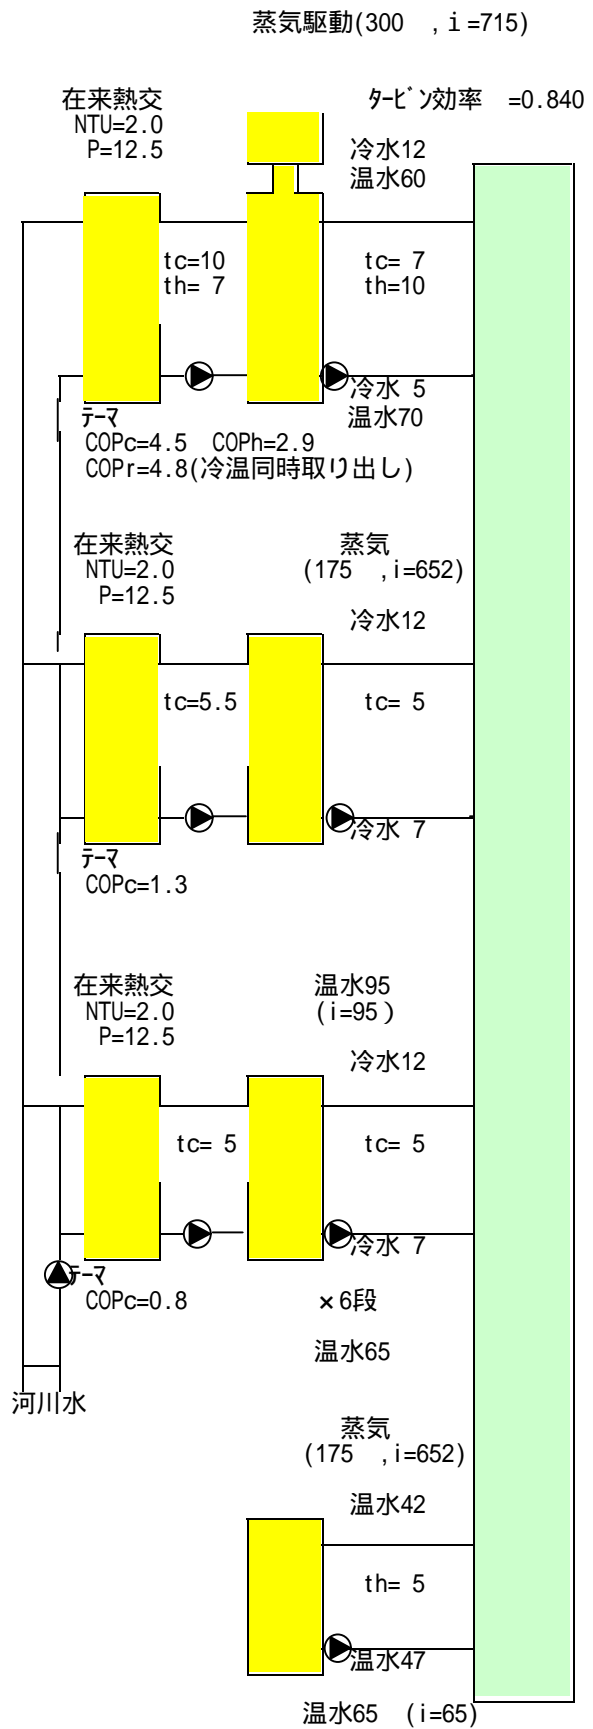 蒸気駆動(300　,i=715)
在来熱交
NTU=2.0
P=12.5
ﾀｰﾋﾞﾝ効率　=0.840
冷水12
温水60
tc=10
th= 7
tc= 7
th=10
冷水 5
温水70
ﾃｰﾏ
COPc=4.5　COPh=2.9
COPr=4.8(冷温同時取り出し)
在来熱交
NTU=2.0
P=12.5
蒸気
(175　,i=652)
冷水12
tc=5.5
tc= 5
冷水 7
ﾃｰﾏ
COPc=1.3
在来熱交
NTU=2.0
P=12.5
温水95
(i=95)
冷水12
tc= 5
tc= 5
冷水 7
ﾃｰﾏ
COPc=0.8
×6段
温水65
河川水
蒸気
(175　,i=652)
温水42
th= 5
温水47
温水65　(i=65)